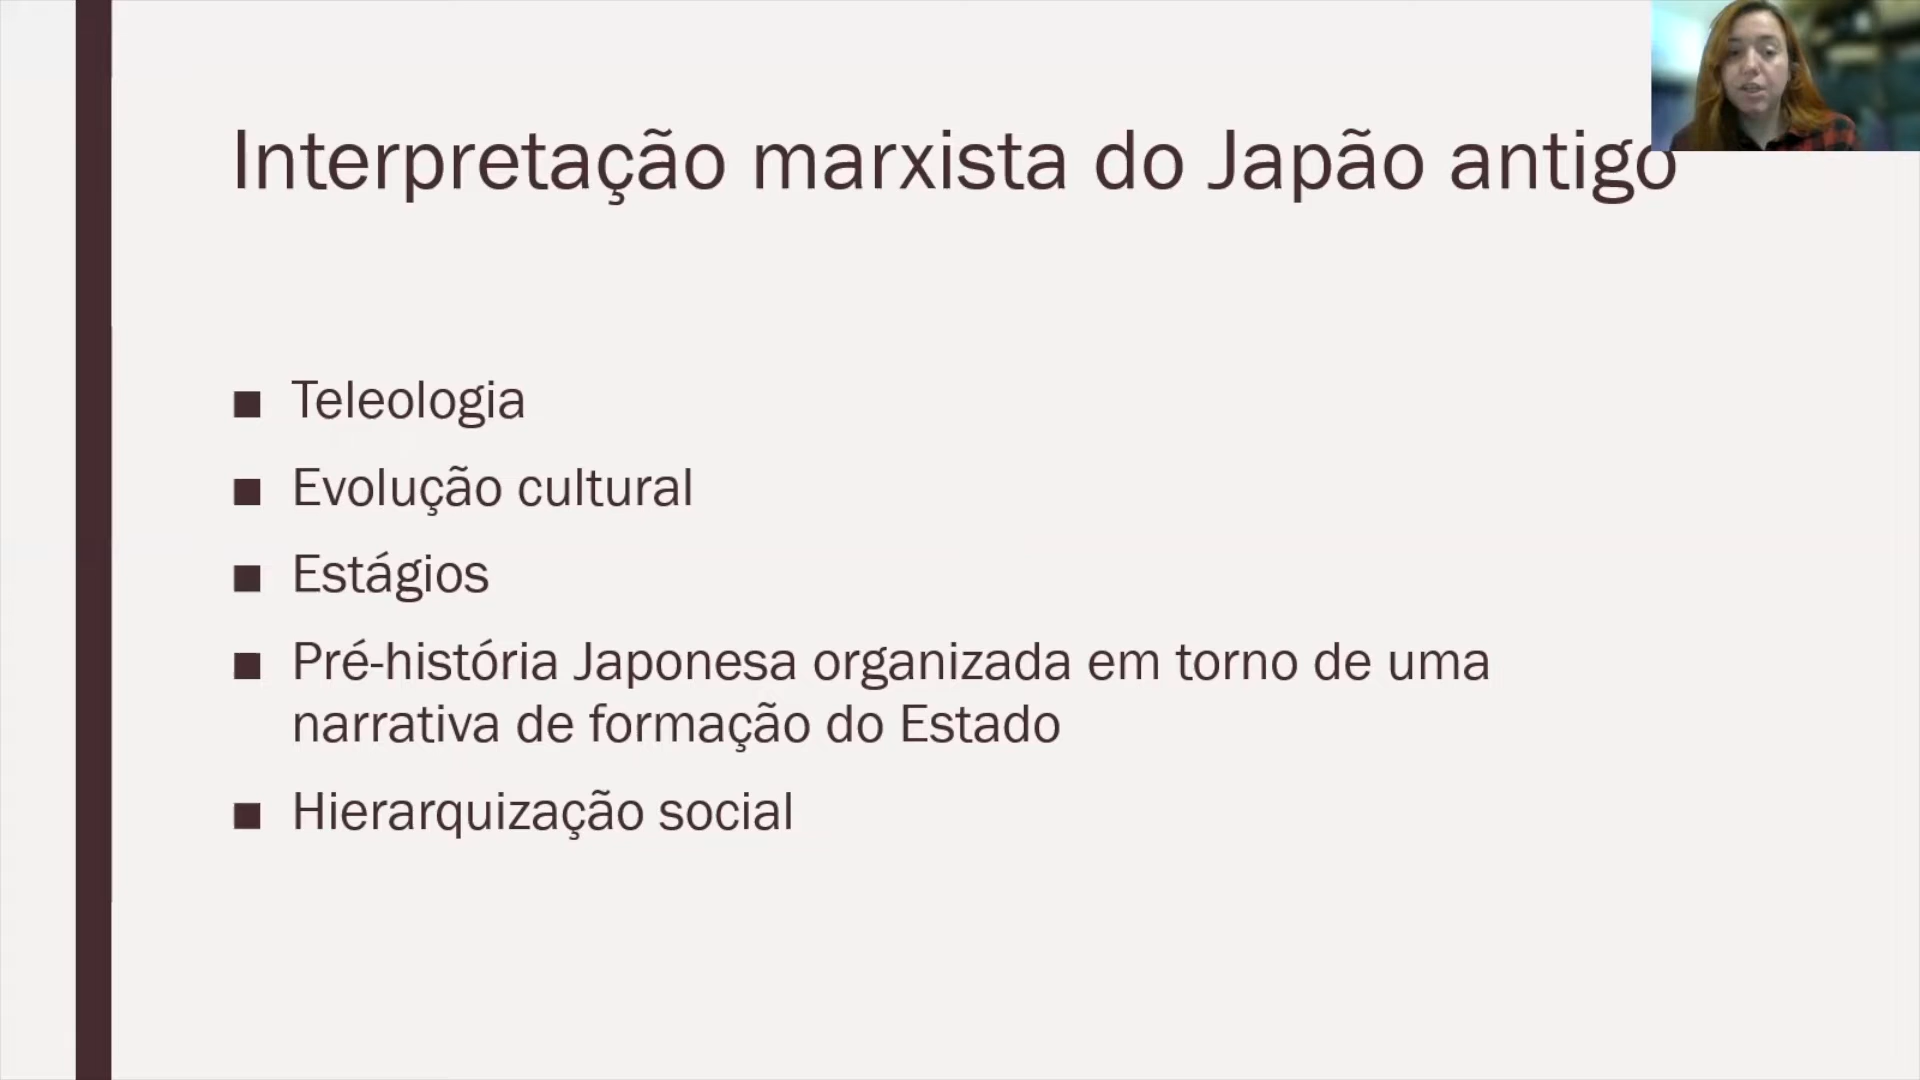 Interpretação marxista do Japão antigo
Teleologia
Evolução cultural
Estágios
Pré-história Japonesa organizada em torno de uma
narrativa de formação do Estado
Hierarquização social